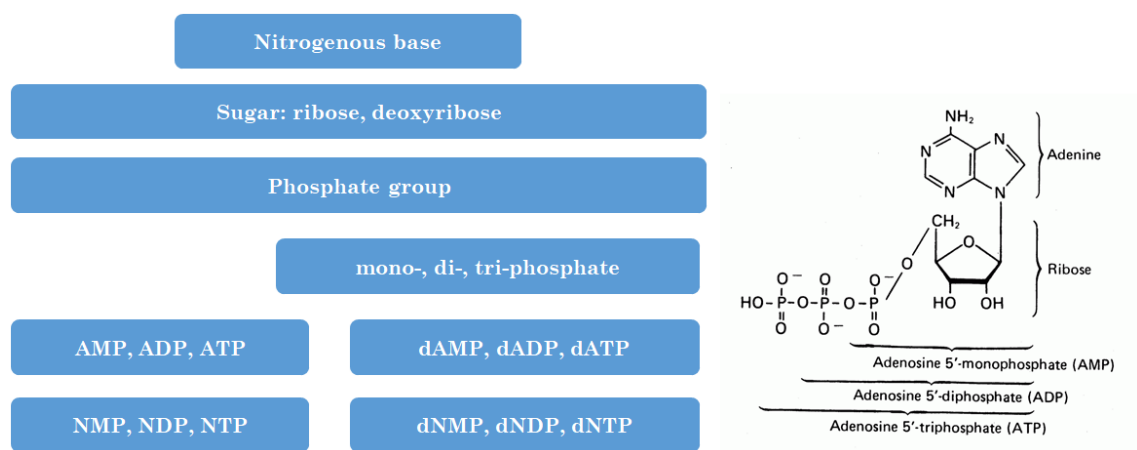 Nitrogenous base
Sugar: ribose, deoxyribose
Phosphate group
mono-, di-, tri-phosphate
AMP, ADP, ATP
dAMP, dADP, dATP
NMP, NDP, NTP
dNMP, dNDP, dNTP
NH₂
N
N
N
N
Adenine
CH₂
O
O
Ribose
O⁻
O⁻
HO-P-O-P-O-P
HO OH
O
O⁻
O
O
Adenosine 5′-monophosphate (AMP)
Adenosine 5′-diphosphate (ADP)
Adenosine 5′-triphosphate (ATP)